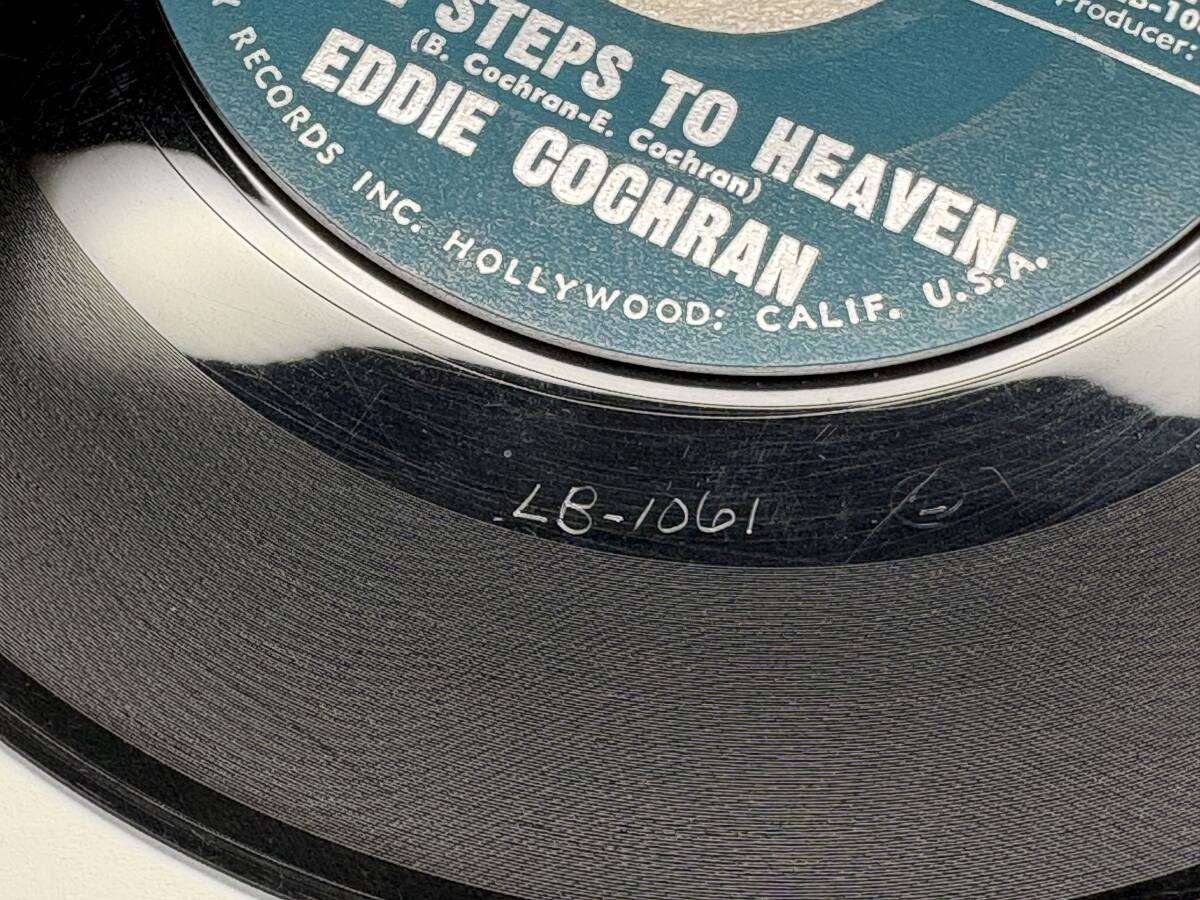 STEPS TO HEAVEN
(B. Cochran-E. Cochran)
EDDIE COCHRAN
RECORDS INC. HOLLYWOOD: CALIF. U.S.A.
Producer:
LB-1061